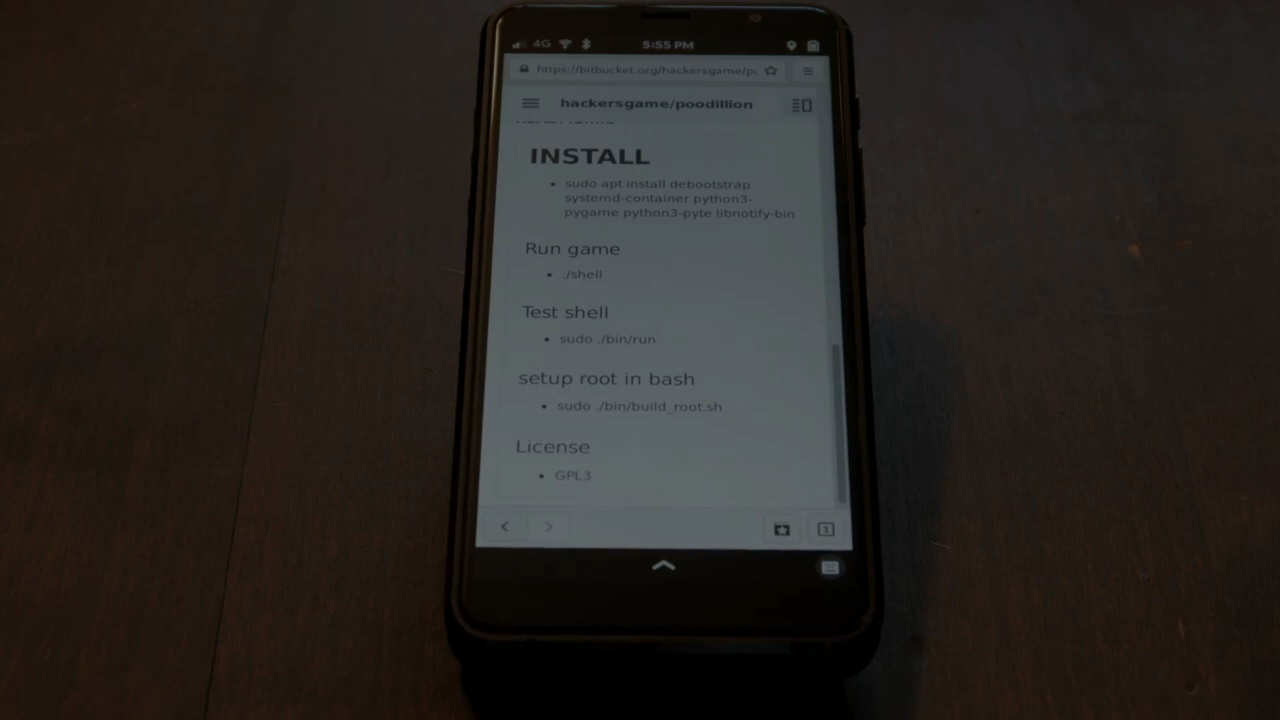 4G 5:55 PM
https://bitbucket.org/hackersgame/p
hackersgame/poodillion
INSTALL
• sudo apt install debootstrap
systemd-container python3-
pygame python3-pyte libnotify-bin
Run game
• ./shell
Test shell
• sudo ./bin/run
setup root in bash
• sudo ./bin/build_root.sh
License
• GPL3
1